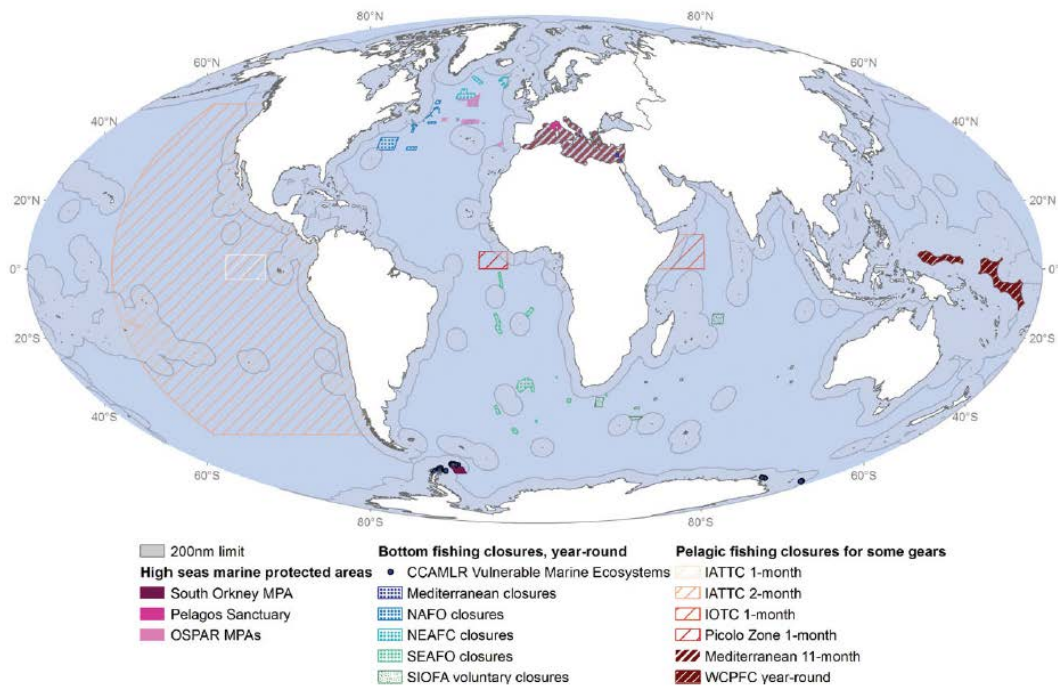 80°N 80°N
60°N 60°N
40°N 40°N
20°N 20°N
0° 0°
20°S 20°S
40°S 40°S
60°S 60°S
80°S 80°S
200nm limit
High seas marine protected areas
South Orkney MPA
Pelagos Sanctuary
OSPAR MPAs
Bottom fishing closures, year-round
CCAMLR Vulnerable Marine Ecosystems
Mediterranean closures
NAFO closures
NEAFC closures
SEAFO closures
SIOFA voluntary closures
Pelagic fishing closures for some gears
IATTC 1-month
IATTC 2-month
IOTC 1-month
Picolo Zone 1-month
Mediterranean 11-month
WCPFC year-round